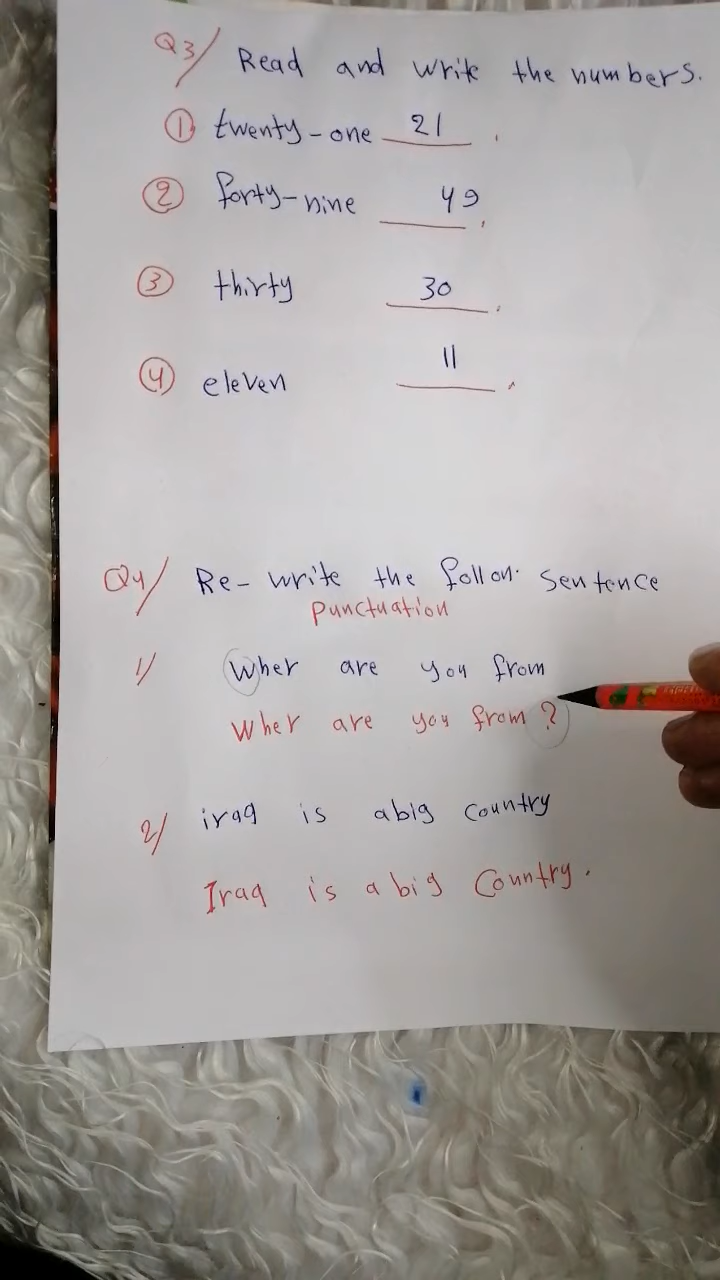 Q3/ Read and write the numbers.
① twenty-one 21 .
② forty-nine 49 .
③ thirty 30 .
④ eleven 11 .
Q4/ Re-write the follon. sentence
Punctuation
1/ Wher are you from
Wher are you from ?
2/ iraq is abig country
Iraq is a big Country.